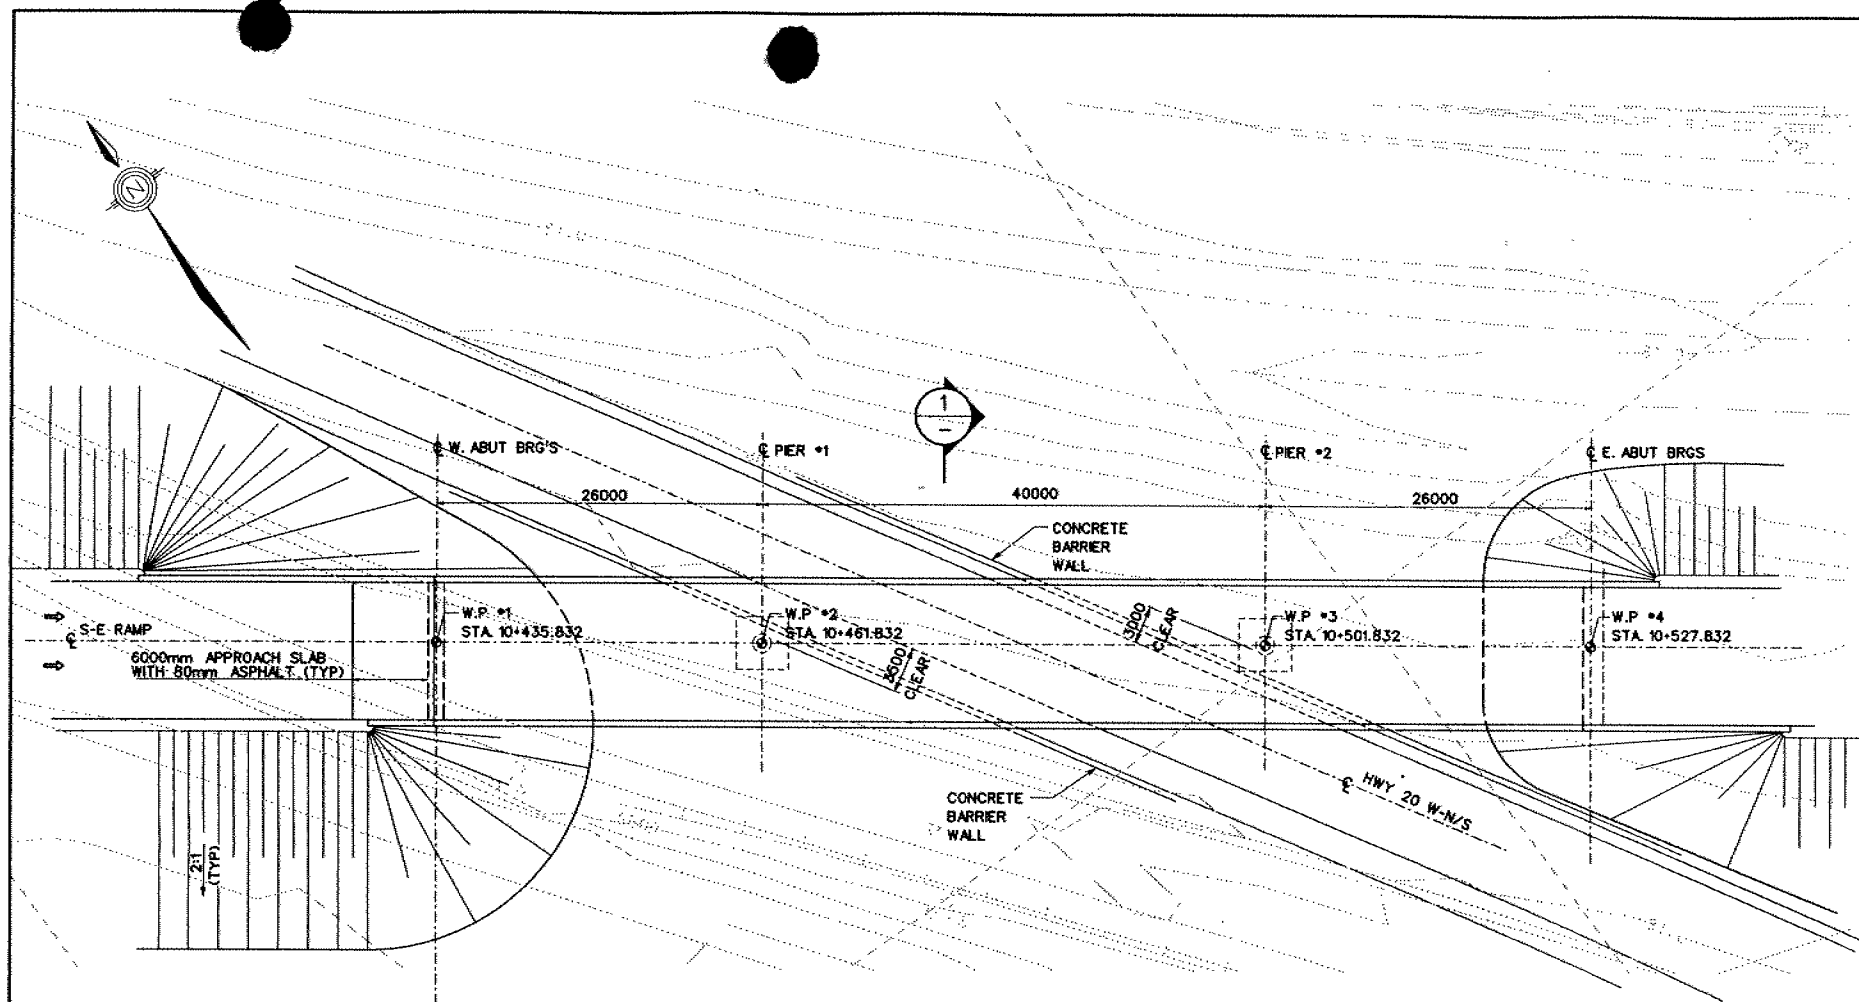 N
1
–
℄ W. ABUT BRG'S
℄ PIER #1
℄ PIER #2
℄ E. ABUT BRGS
26000
40000
26000
CONCRETE
BARRIER
WALL
W.P #1
STA. 10+435.832
W.P #2
STA. 10+461.832
W.P #3
STA. 10+501.832
W.P #4
STA. 10+527.832
℄ S-E RAMP
6000mm APPROACH SLAB
WITH 80mm ASPHALT (TYP)
3000
CLEAR
3500
CLEAR
CONCRETE
BARRIER
WALL
℄ HWY 20 W-N/S
2:1
(TYP)